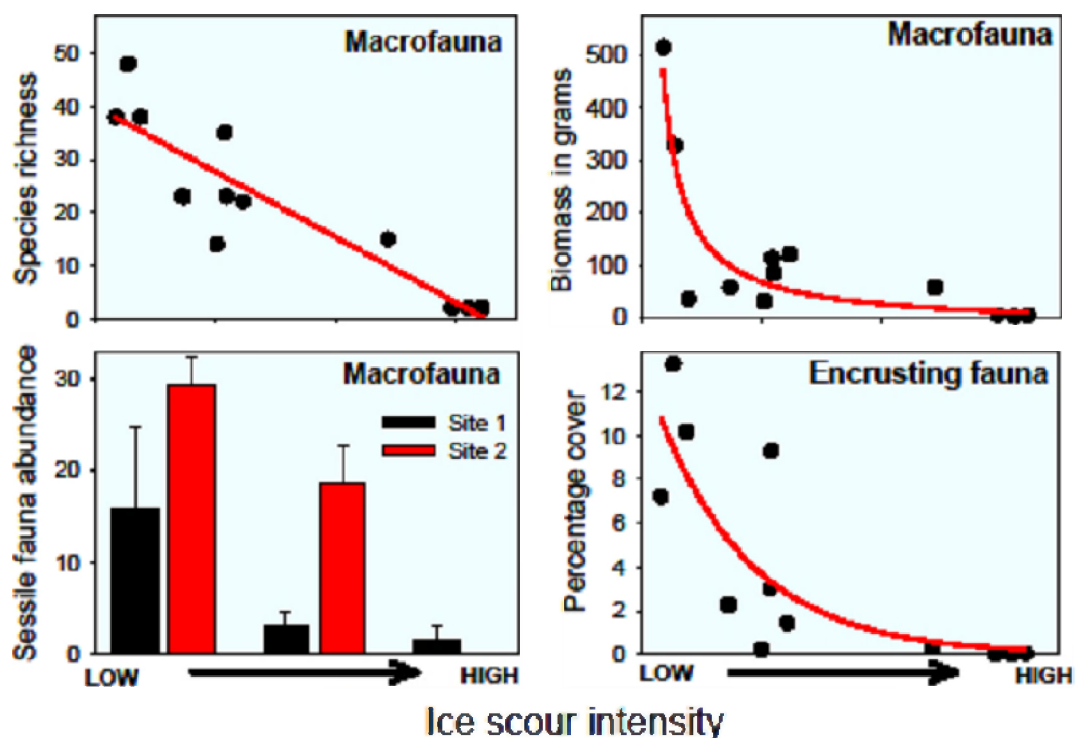 Macrofauna
Species richness
50
40
30
20
10
0
Macrofauna
Biomass in grams
500
400
300
200
100
0
Macrofauna
Sessile fauna abundance
30
20
10
0
Site 1
Site 2
LOW
HIGH
Encrusting fauna
Percentage cover
12
10
8
6
4
2
0
LOW
HIGH
Ice scour intensity